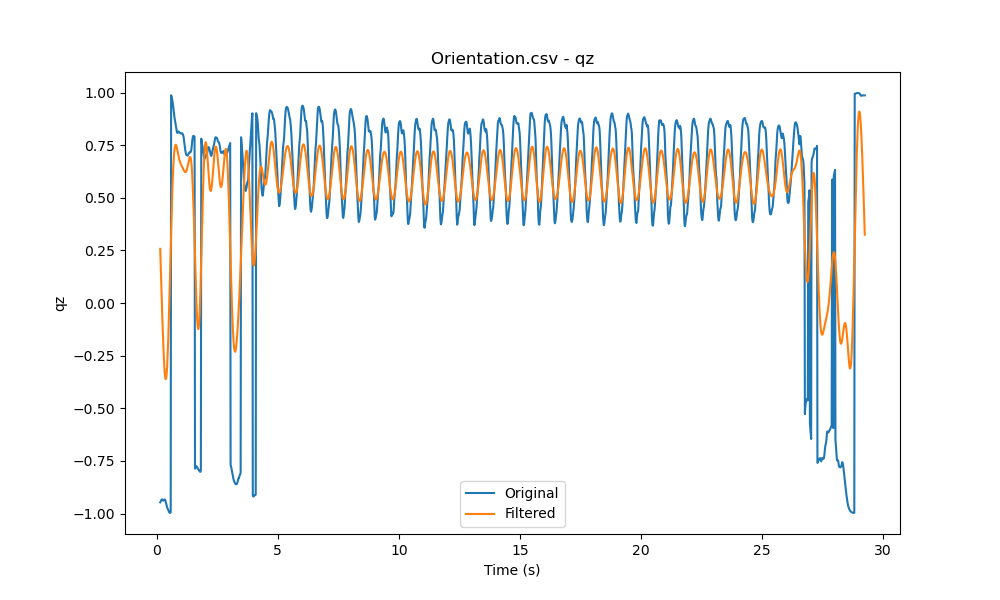 Orientation.csv - qz
1.00
0.75
0.50
0.25
0.00
−0.25
−0.50
−0.75
−1.00
qz
Original
Filtered
0 5 10 15 20 25 30
Time (s)